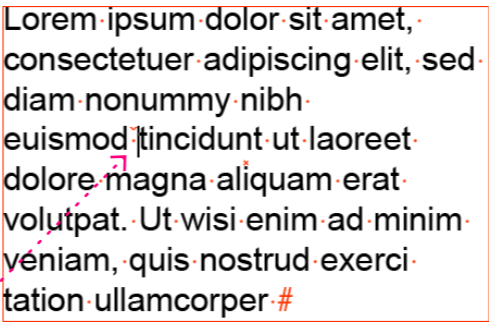 Lorem ipsum dolor sit amet,
consectetuer adipiscing elit, sed
diam nonummy nibh
euismod tincidunt ut laoreet
dolore magna aliquam erat
volutpat. Ut wisi enim ad minim
veniam, quis nostrud exerci
tation ullamcorper #